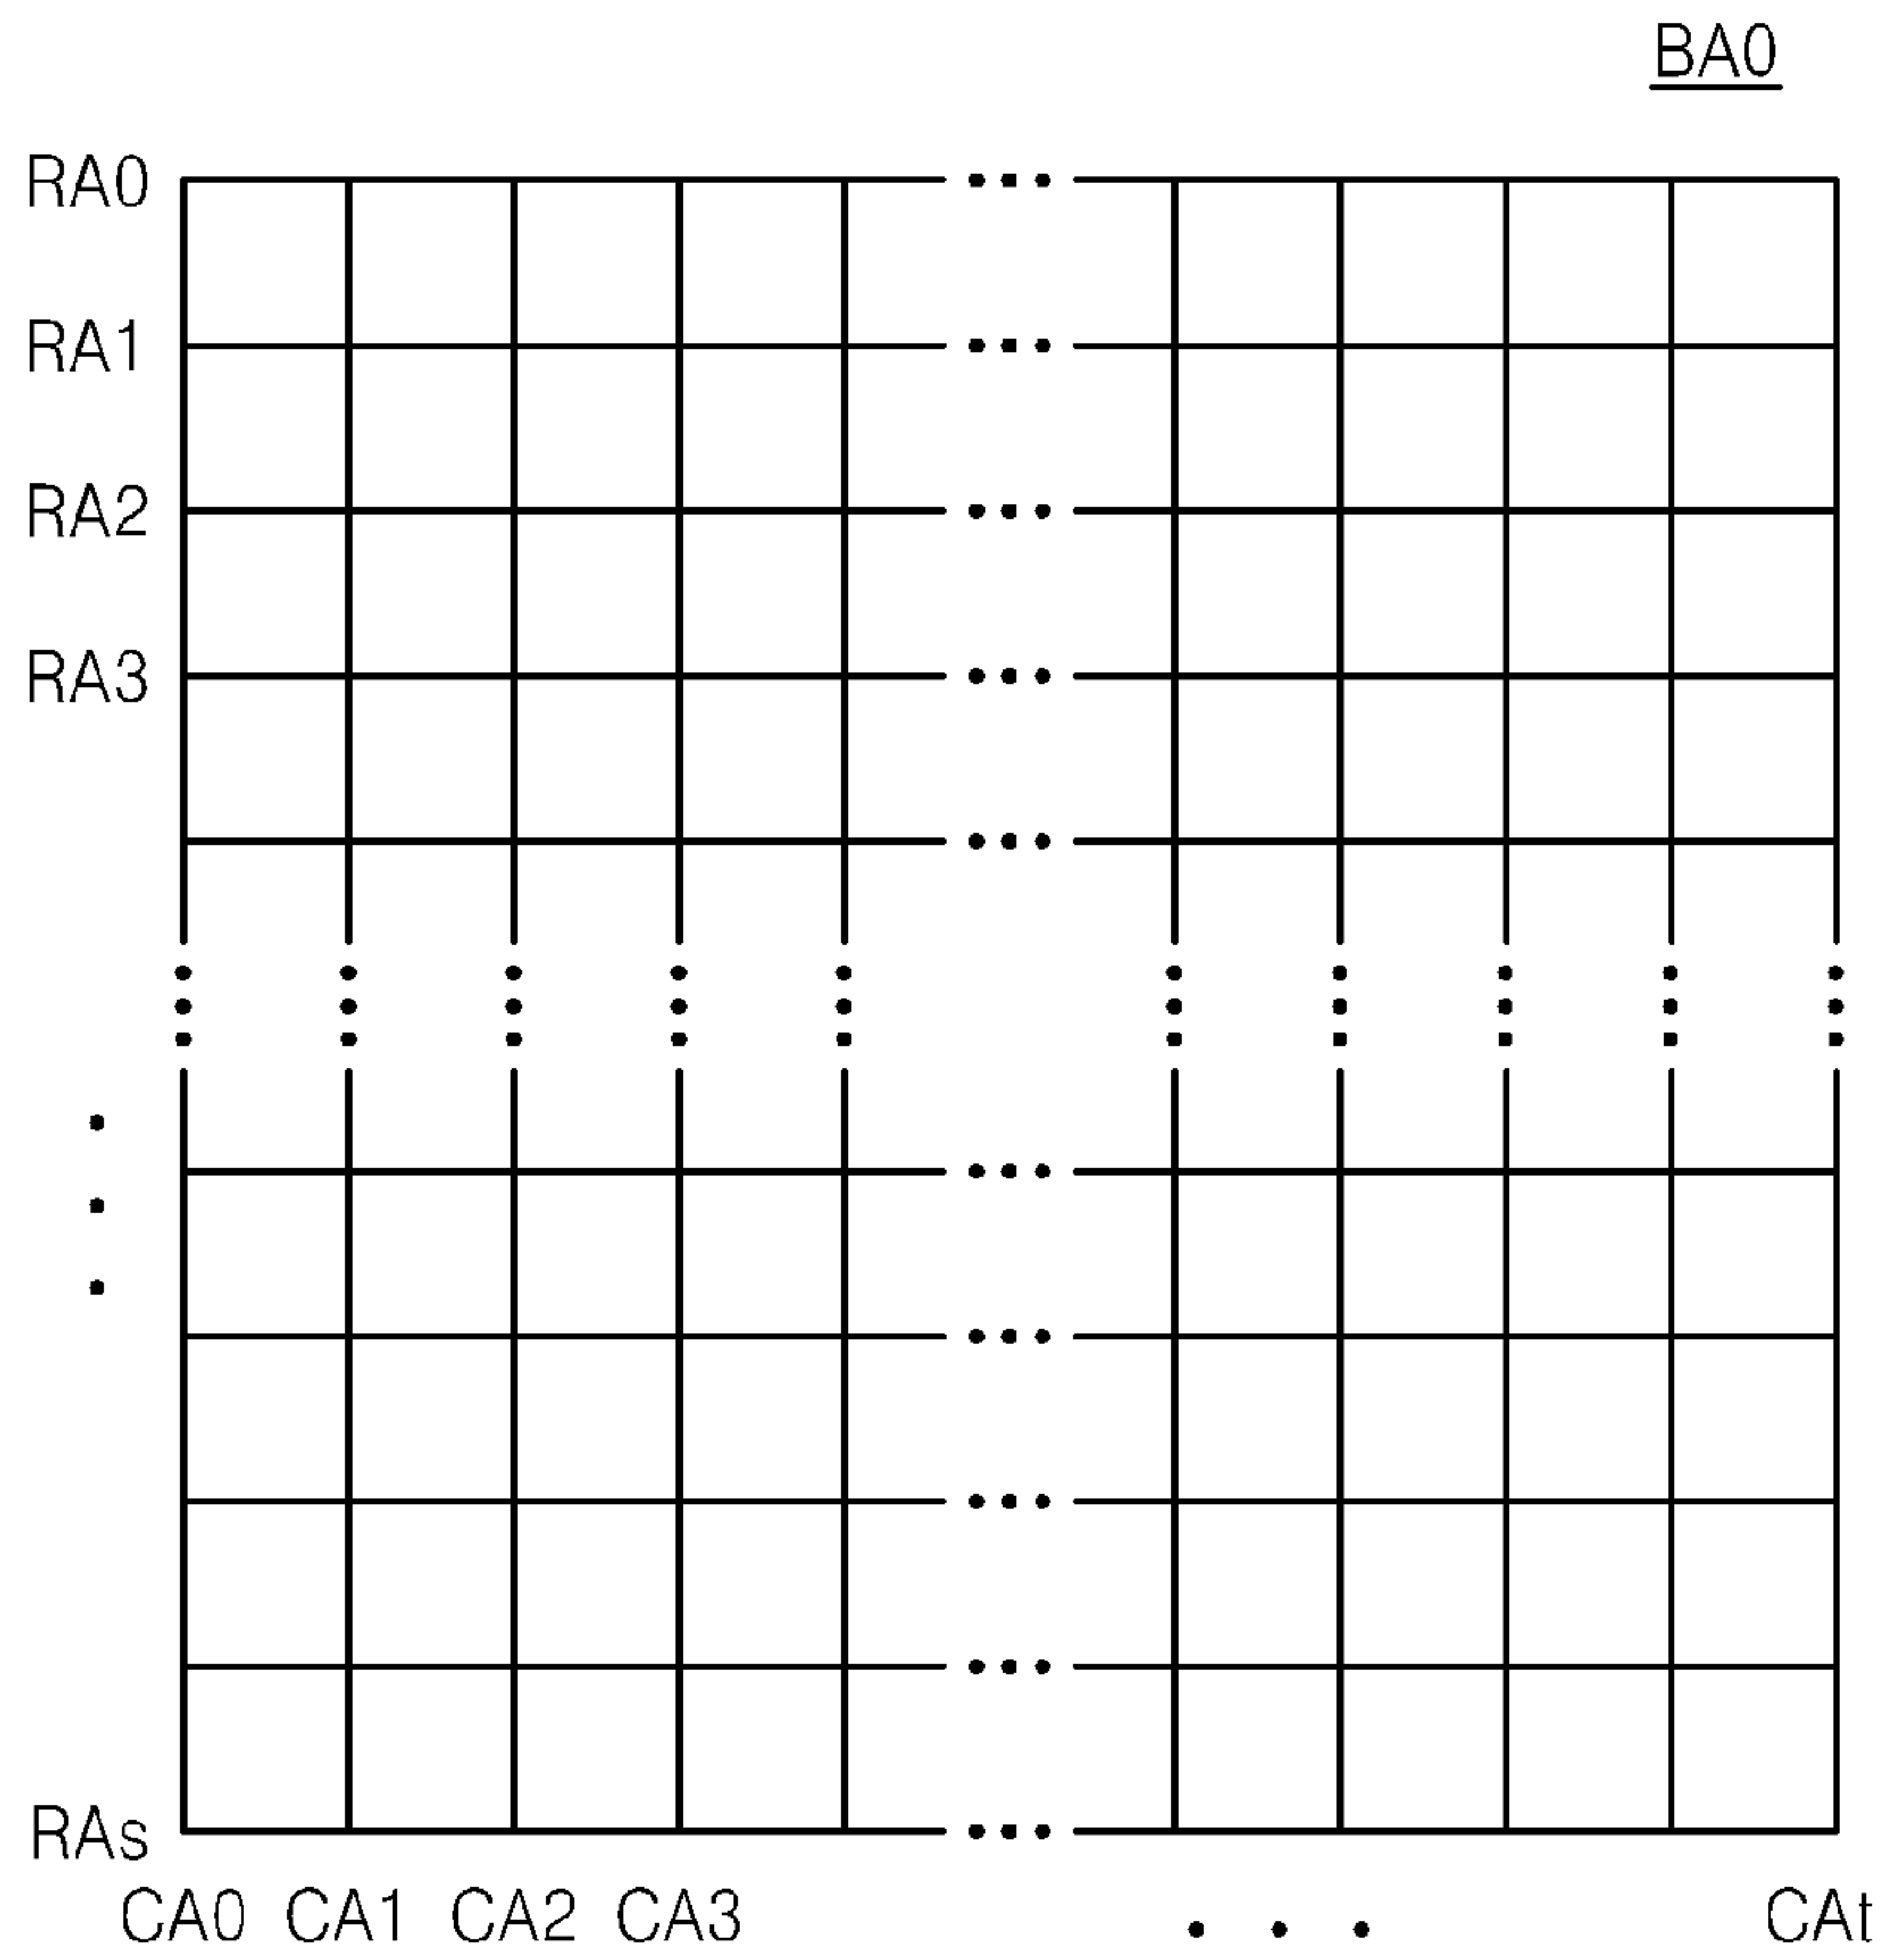 BA0
RA0
RA1
RA2
RA3
RAs
CA0 CA1 CA2 CA3 • • • CAt